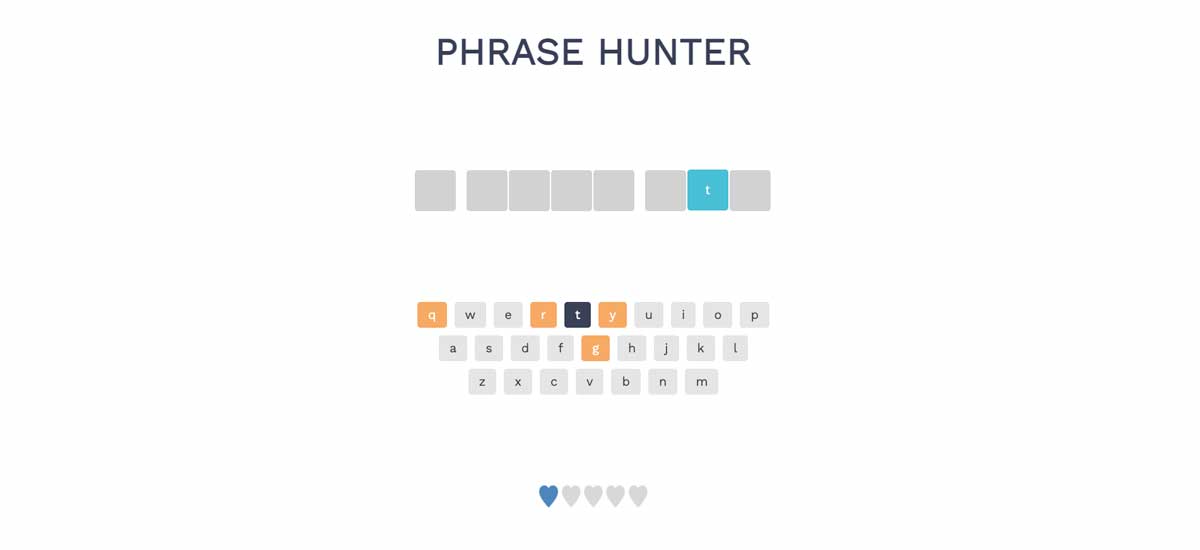 PHRASE HUNTER
t
q w e r t y u i o p
a s d f g h j k l
z x c v b n m